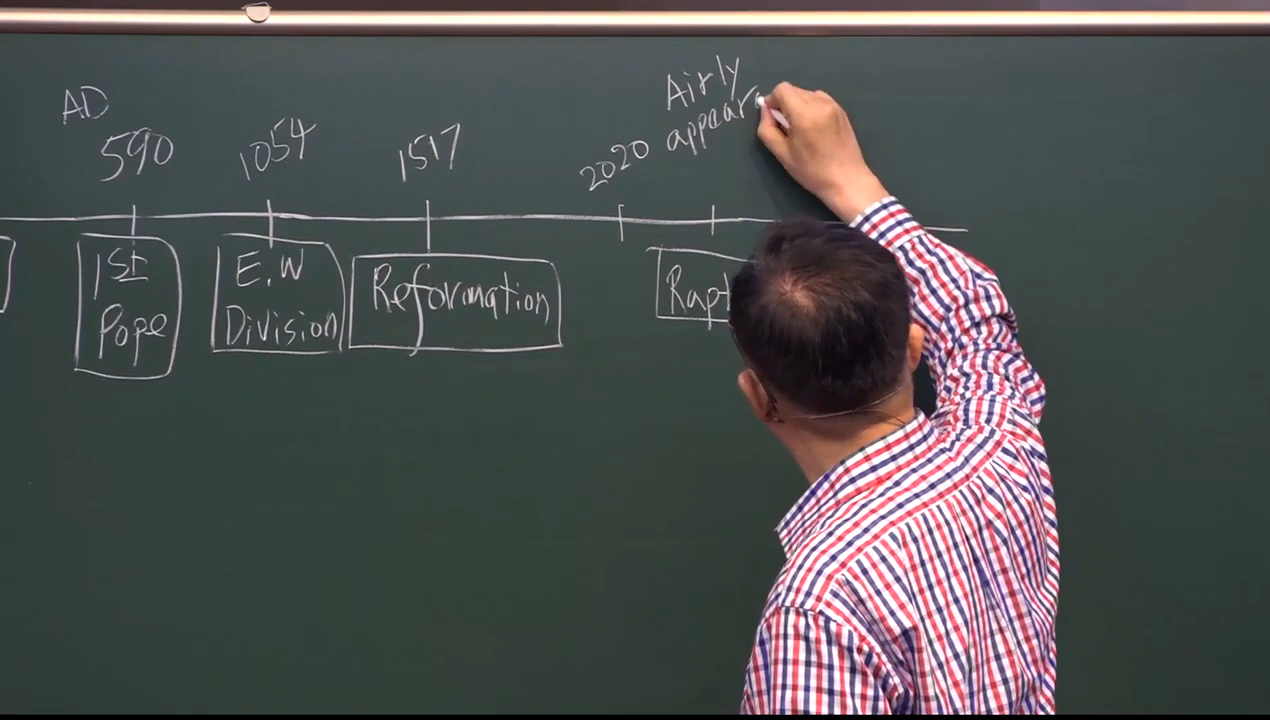 AD
590
1054
1517
2020
Airly
appear
1st
Pope
E.W
Division
Reformation
Rapt